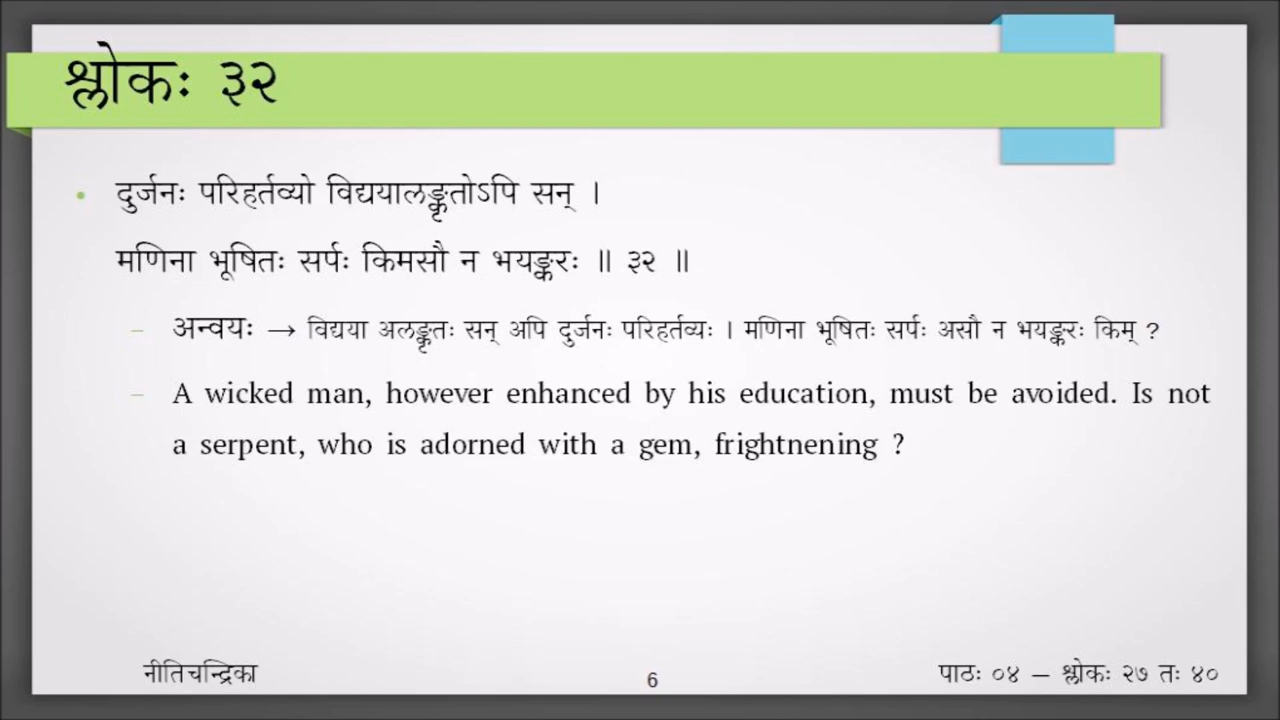 श्लोकः ३२
दुर्जनः परिहर्तव्यो विद्ययालङ्कृतोऽपि सन् ।
मणिना भूषितः सर्पः किमसौ न भयङ्करः ॥ ३२ ॥
– अन्वयः → विद्यया अलङ्कृतः सन् अपि दुर्जनः परिहर्तव्यः । मणिना भूषितः सर्पः असौ न भयङ्करः किम् ?
– A wicked man, however enhanced by his education, must be avoided. Is not
a serpent, who is adorned with a gem, frightnening ?
नीतिचन्द्रिका
6
पाठः ०४ – श्लोकः २७ तः ४०